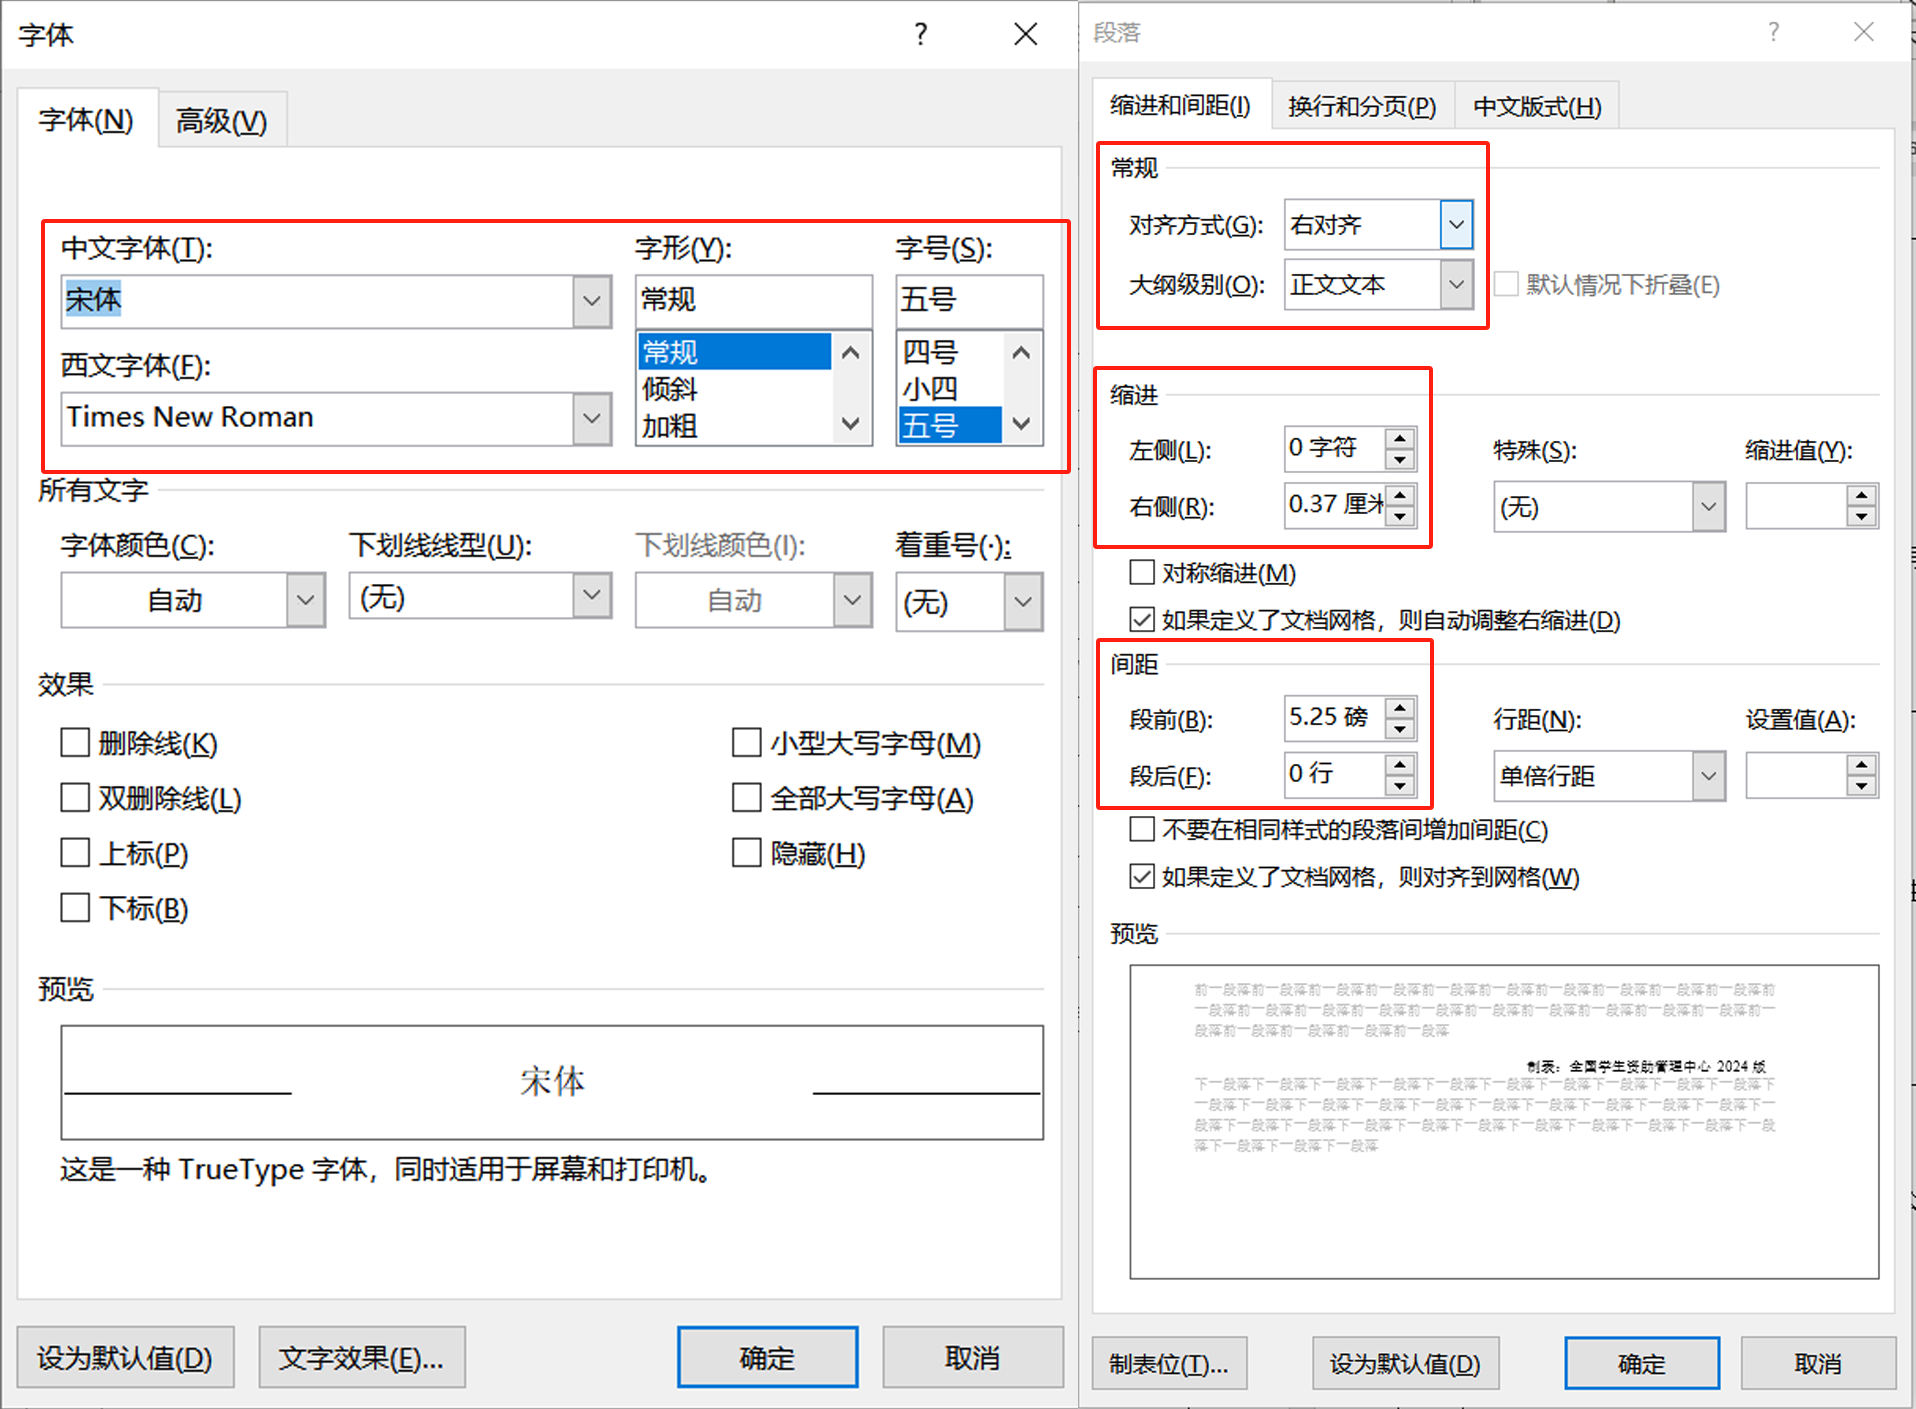 字体
字体(N)
高级(V)
中文字体(T):
字形(Y):
字号(S):
宋体
常规
五号
常规
四号
西文字体(F):
倾斜
小四
Times New Roman
加粗
五号
所有文字
字体颜色(C):
下划线线型(U):
下划线颜色(I):
着重号(·):
自动
(无)
自动
(无)
效果
删除线(K)
小型大写字母(M)
双删除线(L)
全部大写字母(A)
上标(P)
隐藏(H)
下标(B)
预览
宋体
这是一种 TrueType 字体，同时适用于屏幕和打印机。
设为默认值(D)
文字效果(E)...
确定
取消
段落
缩进和间距(I)
换行和分页(P)
中文版式(H)
常规
对齐方式(G):
右对齐
大纲级别(O):
正文文本
默认情况下折叠(E)
缩进
左侧(L):
0 字符
特殊(S):
缩进值(Y):
右侧(R):
0.37 厘米
(无)
对称缩进(M)
如果定义了文档网格，则自动调整右缩进(D)
间距
段前(B):
5.25 磅
行距(N):
设置值(A):
段后(F):
0 行
单倍行距
不要在相同样式的段落间增加间距(C)
如果定义了文档网格，则对齐到网格(W)
预览
前一段落前一段落前一段落前一段落前一段落前一段落前一段落前一段落前一段落前一段落前
一段落前一段落前一段落前一段落前一段落前一段落前一段落前一段落前一段落前一段落前一
段落前一段落前一段落前一段落前一段落
制表：全国学生资助管理中心 2024 版
下一段落下一段落下一段落下一段落下一段落下一段落下一段落下一段落下一段落下一段落下
一段落下一段落下一段落下一段落下一段落下一段落下一段落下一段落下一段落下一段落下一
段落下一段落下一段落下一段落下一段落下一段落下一段落下一段落下一段落下一段落下一段
落下一段落下一段落下一段落
制表位(T)...
设为默认值(D)
确定
取消